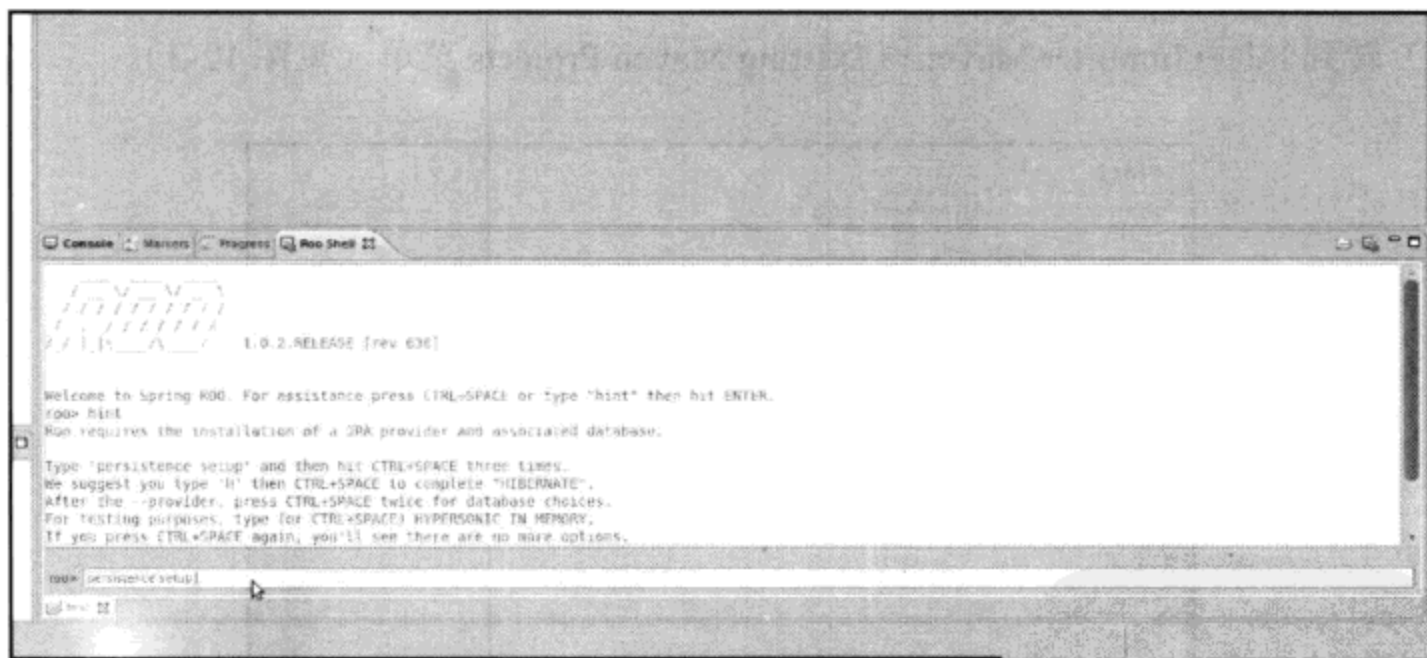 Console Markers Progress Roo Shell
1.0.2.RELEASE [rev 636]
Welcome to Spring ROO. For assistance press CTRL+SPACE or type "hint" then hit ENTER.
roo> hint
Roo requires the installation of a JPA provider and associated database.
Type 'persistence setup' and then hit CTRL+SPACE three times.
We suggest you type 'H' then CTRL+SPACE to complete "HIBERNATE".
After the --provider, press CTRL+SPACE twice for database choices.
For testing purposes, type (or CTRL+SPACE) HYPERSONIC_IN_MEMORY.
If you press CTRL+SPACE again, you'll see there are no more options.
roo> persistence setup